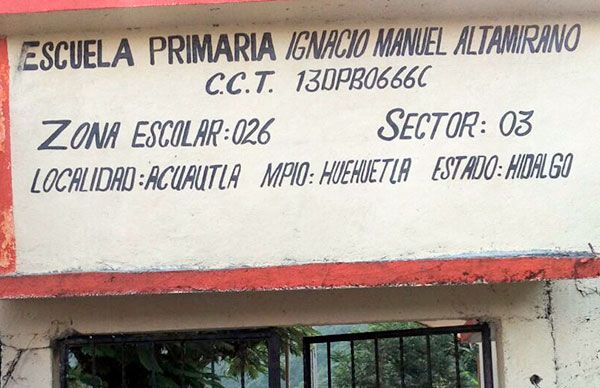 ESCUELA PRIMARIA IGNACIO MANUEL ALTAMIRANO
C.C.T. 13DPB0666C
ZONA ESCOLAR: 026 SECTOR: 03
LOCALIDAD: ACUAUTLA MPIO: HUEHUETLA ESTADO: HIDALGO